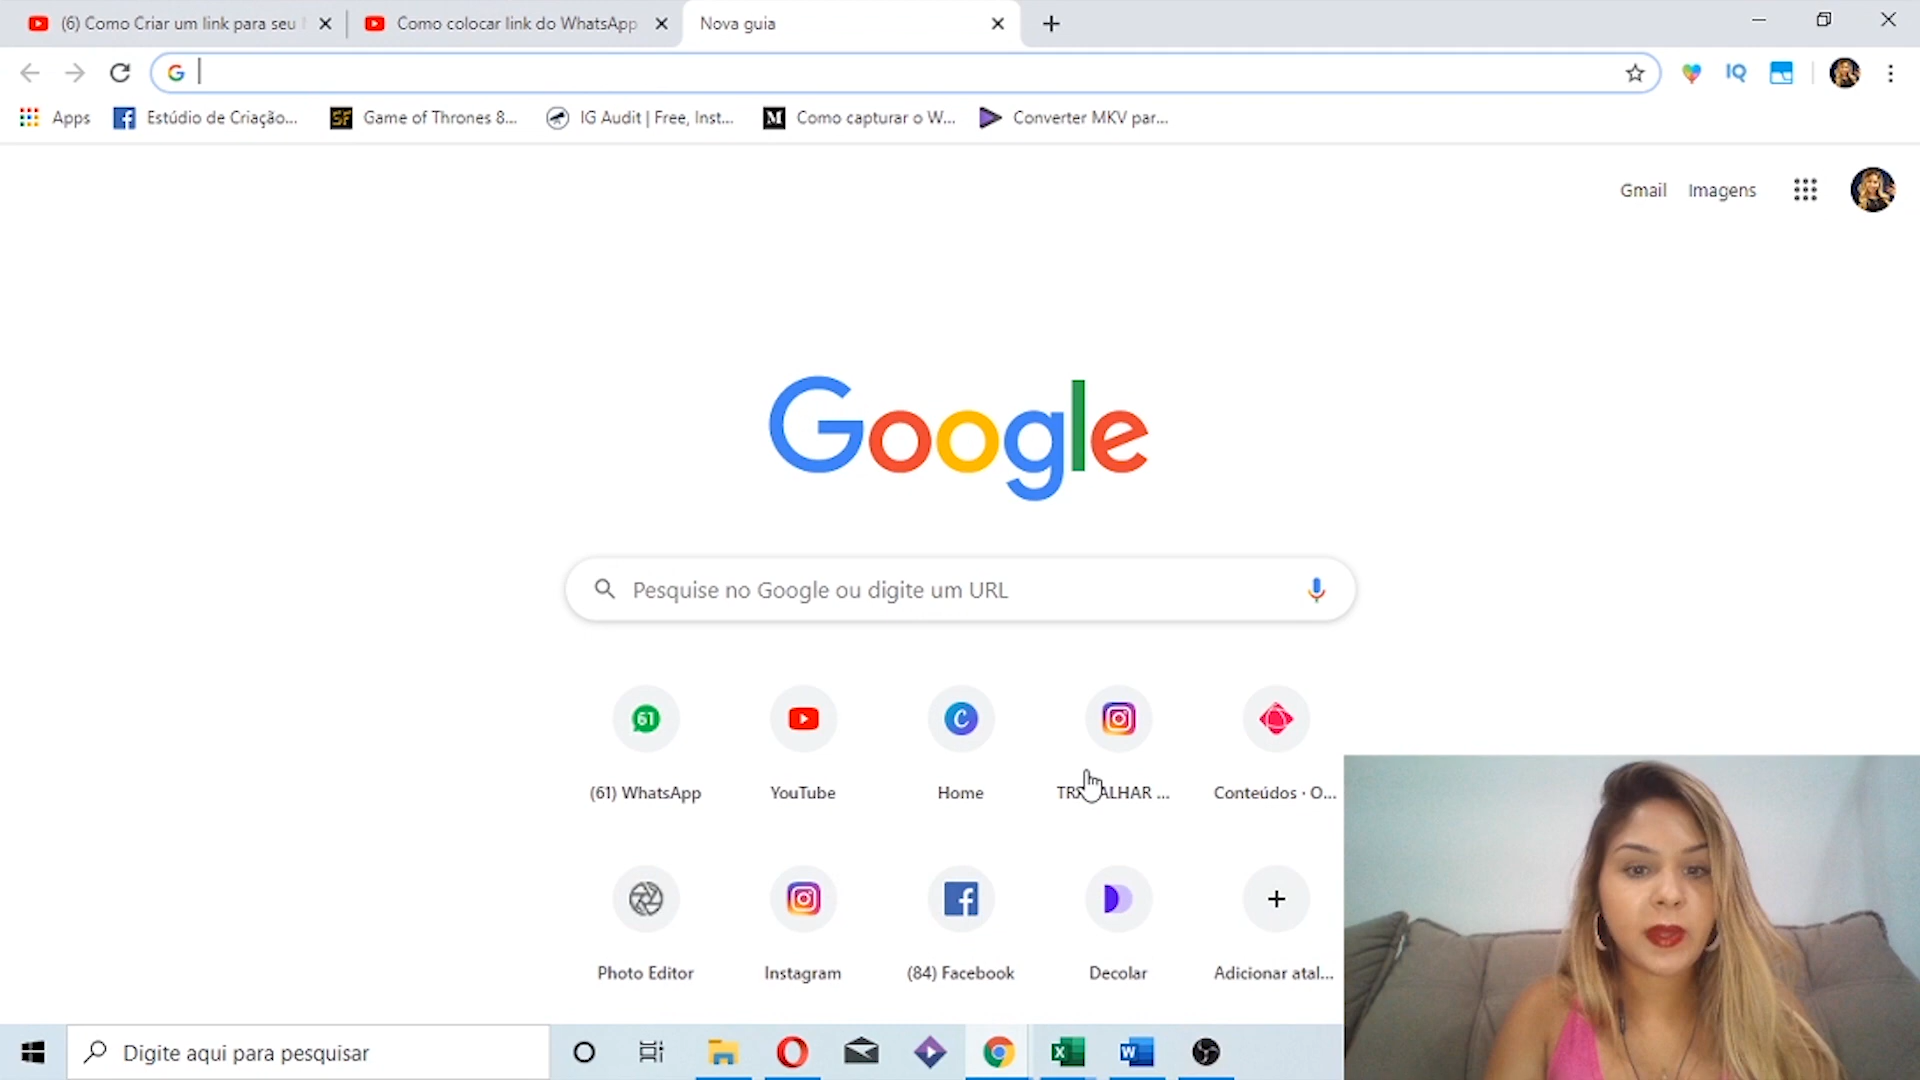 (6) Como Criar um link para seu
Como colocar link do WhatsApp
Nova guia
G
IQ
Apps
Estúdio de Criação...
SF
Game of Thrones 8...
IG Audit | Free, Inst...
M
Como capturar o W...
Converter MKV par...
Gmail
Imagens
Google
Pesquise no Google ou digite um URL
61
(61) WhatsApp
YouTube
Home
Conteúdos · O...
Photo Editor
Instagram
(84) Facebook
Decolar
Adicionar atal...
Digite aqui para pesquisar